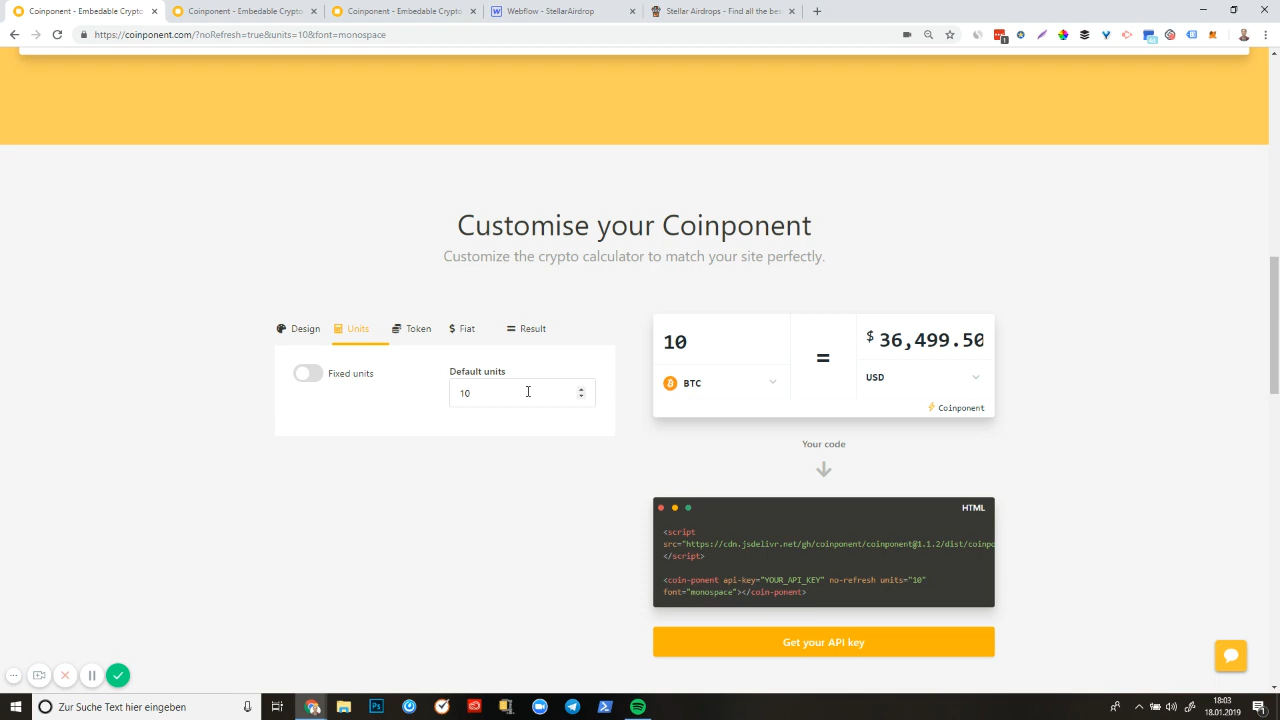 Coinponent - Embedable Crypto
Coinponent - Embedable Crypto
Coinponent - Embedable Crypto
Webflow - StellarAirdrop
Stellar Airdrops - Find all the bes
https://coinponent.com/?noRefresh=true&units=10&font=monospace
Customise your Coinponent
Customize the crypto calculator to match your site perfectly.
Design
Units
Token
$ Fiat
Result
Fixed units
Default units
10
10
=
$ 36,499.50
BTC
USD
Coinponent
Your code
HTML
<script
src="https://cdn.jsdelivr.net/gh/coinponent/coinponent@1.1.2/dist/coinpo
</script>
<coin-ponent api-key="YOUR_API_KEY" no-refresh units="10"
font="monospace"></coin-ponent>
Get your API key
Zur Suche Text hier eingeben
18:03
18.01.2019